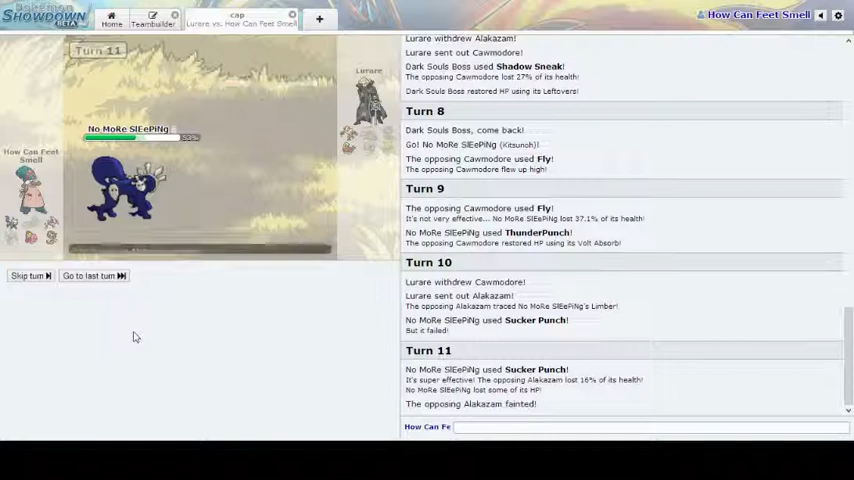 Pokémon
SHOWDOWN
BETA
Home
Teambuilder
cap
Lurare vs. How Can Feet Smell
How Can Feet Smell
Turn 11
Lurare
No MoRe SlEePiNg
How Can Feet
Smell
Skip turn
Go to last turn
Lurare withdrew Alakazam!
Lurare sent out Cawmodore!
Dark Souls Boss used Shadow Sneak!
The opposing Cawmodore lost 27% of its health!
Dark Souls Boss restored HP using its Leftovers!
Turn 8
Dark Souls Boss, come back!
Go! No MoRe SlEePiNg (Kitsunoh)!
The opposing Cawmodore used Fly!
The opposing Cawmodore flew up high!
Turn 9
The opposing Cawmodore used Fly!
It's not very effective... No MoRe SlEePiNg lost 37.1% of its health!
No MoRe SlEePiNg used ThunderPunch!
The opposing Cawmodore restored HP using its Volt Absorb!
Turn 10
Lurare withdrew Cawmodore!
Lurare sent out Alakazam!
The opposing Alakazam traced No MoRe SlEePiNg's Limber!
No MoRe SlEePiNg used Sucker Punch!
But it failed!
Turn 11
No MoRe SlEePiNg used Sucker Punch!
It's super effective! The opposing Alakazam lost 16% of its health!
No MoRe SlEePiNg lost some of its HP!
The opposing Alakazam fainted!
How Can Fe